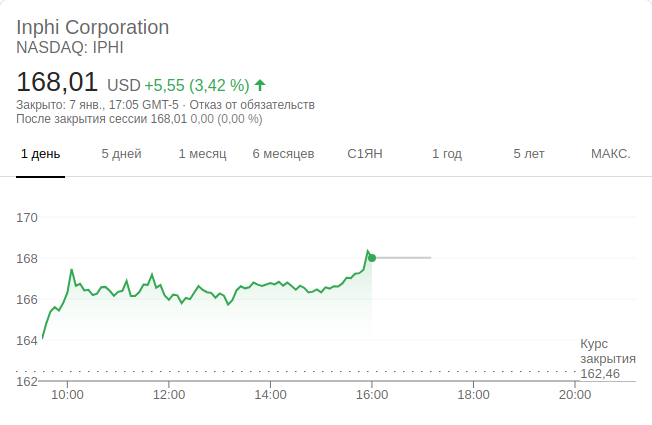 Inphi Corporation
NASDAQ: IPHI
168,01 USD +5,55 (3,42 %)
Закрыто: 7 янв., 17:05 GMT-5 · Отказ от обязательств
После закрытия сессии 168,01 0,00 (0,00 %)
1 день 5 дней 1 месяц 6 месяцев С1ЯН 1 год 5 лет МАКС.
170
168
166
164
Курс
закрытия
162,46
162
10:00 12:00 14:00 16:00 18:00 20:00